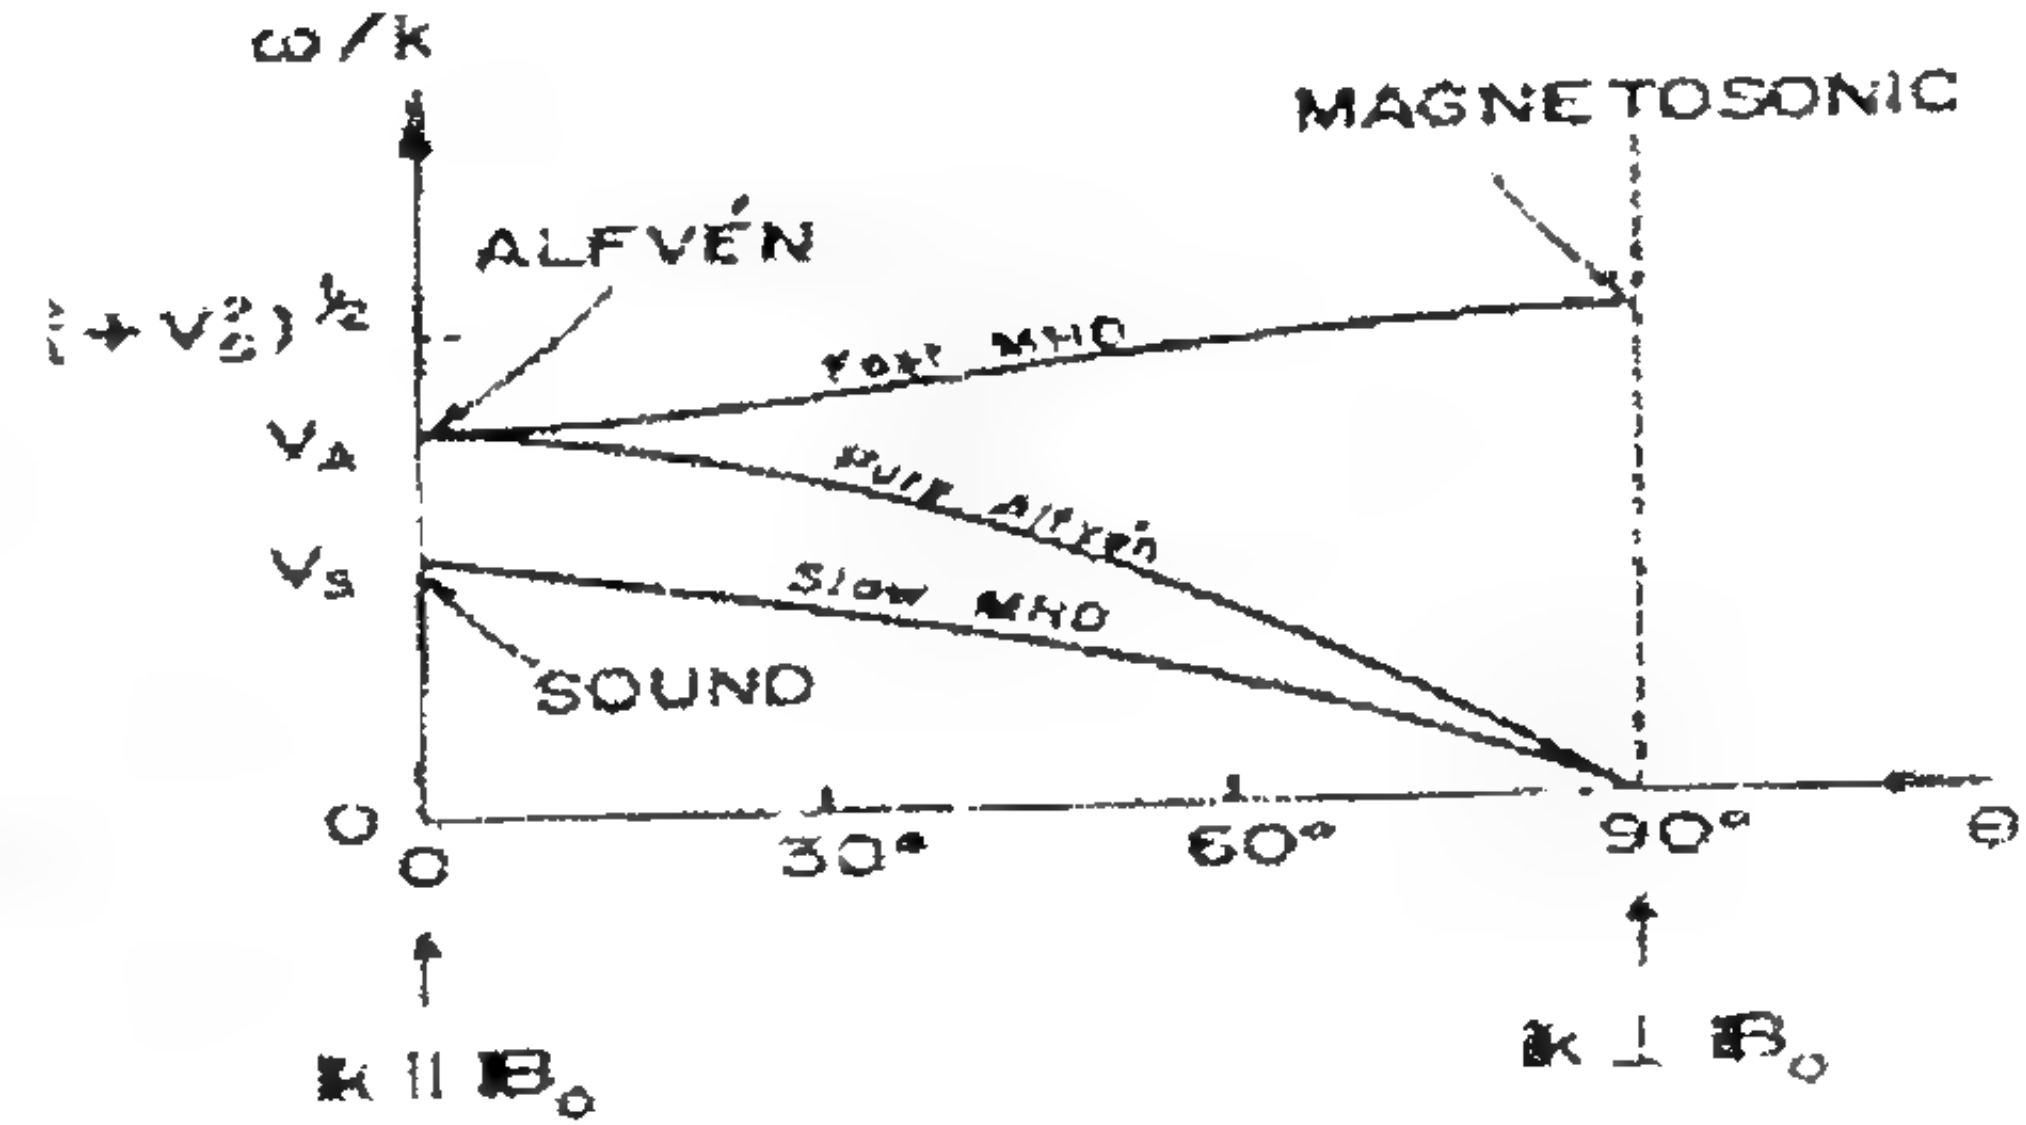 ω/k
MAGNETOSONIC
ALFVÉN
+ V_S^2)^1/2
Fast MHD
V_A
Pure Alfvén
V_S
Slow MHD
SOUND
0
0
30°
60°
90°
θ
k || B_0
k ⊥ B_0